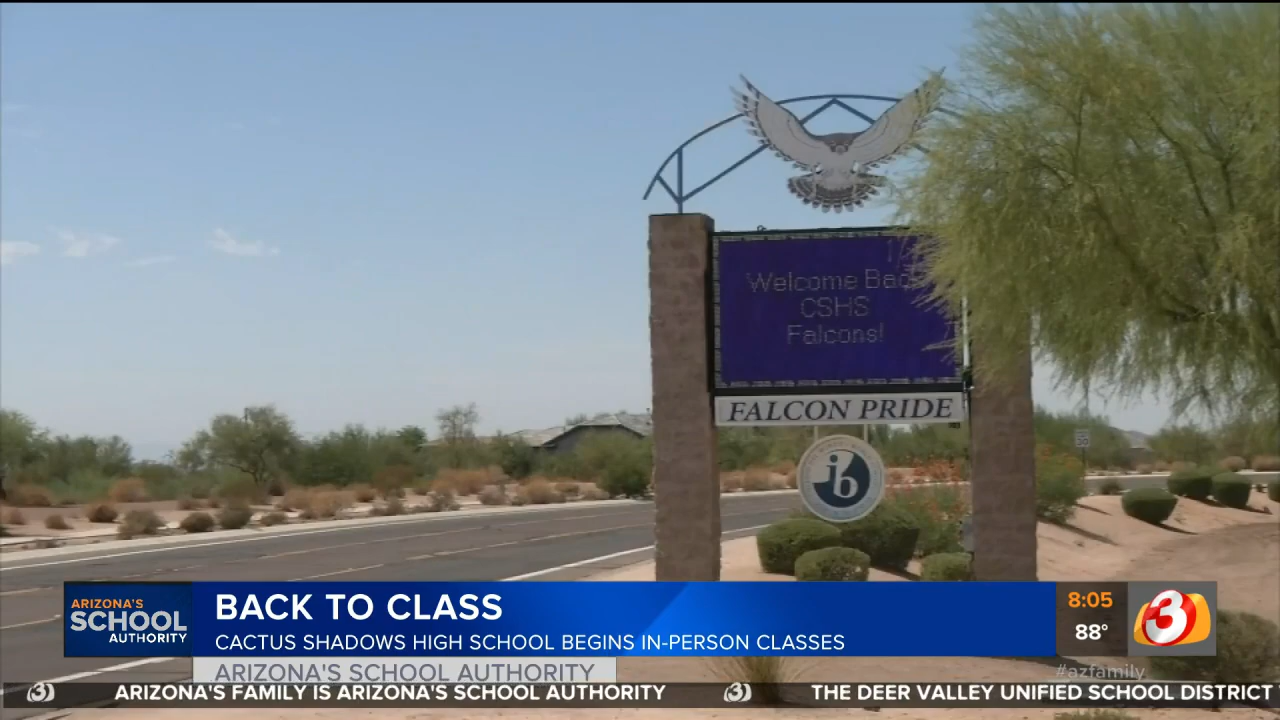 Welcome Back
CSHS
Falcons!
FALCON PRIDE
ib
30
ARIZONA'S
SCHOOL
AUTHORITY
BACK TO CLASS
CACTUS SHADOWS HIGH SCHOOL BEGINS IN-PERSON CLASSES
8:05
88°
3
ARIZONA'S SCHOOL AUTHORITY
#azfamily
3 ARIZONA'S FAMILY IS ARIZONA'S SCHOOL AUTHORITY 3 THE DEER VALLEY UNIFIED SCHOOL DISTRICT